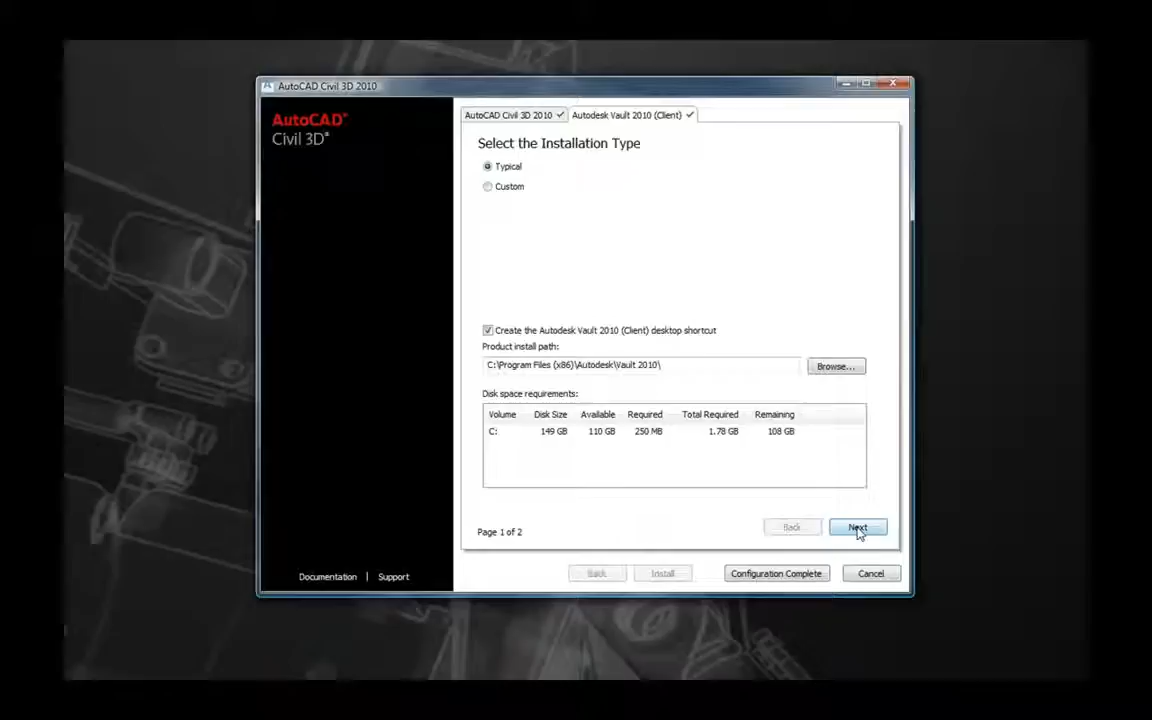 AutoCAD Civil 3D 2010
AutoCAD®
Civil 3D®
AutoCAD Civil 3D 2010 Autodesk Vault 2010 (Client)
Select the Installation Type
Typical
Custom
Create the Autodesk Vault 2010 (Client) desktop shortcut
Product install path:
C:\Program Files (x86)\Autodesk\Vault 2010\ Browse...
Disk space requirements:
Volume Disk Size Available Required Total Required Remaining
C: 149 GB 110 GB 250 MB 1.78 GB 108 GB
Back Next
Page 1 of 2
Documentation | Support Back Install Configuration Complete Cancel